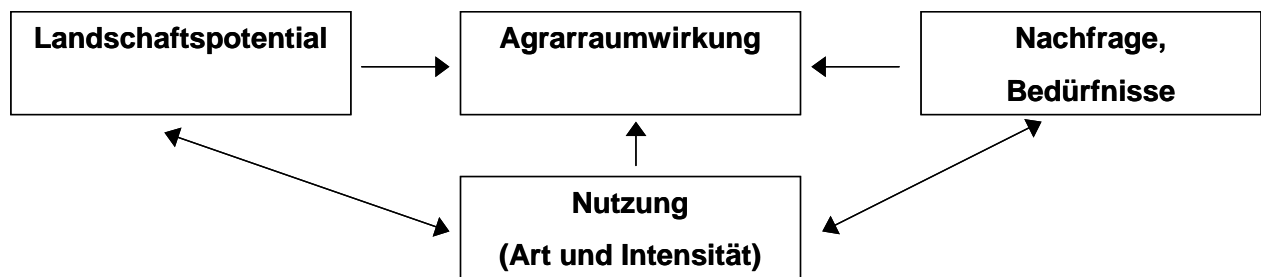 Landschaftspotential
Agrarraumwirkung
Nachfrage,
Bedürfnisse
Nutzung
(Art und Intensität)